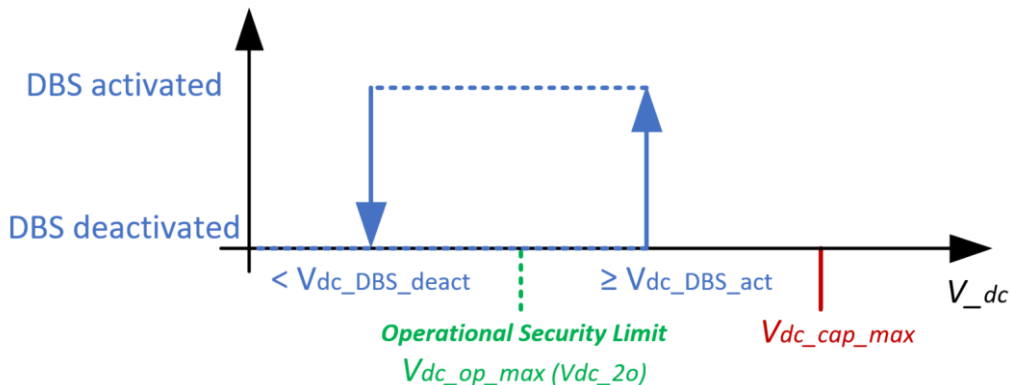 DBS activated
DBS deactivated
< Vdc_DBS_deact
≥ Vdc_DBS_act
V_dc
Operational Security Limit
Vdc_cap_max
Vdc_op_max (Vdc_2o)